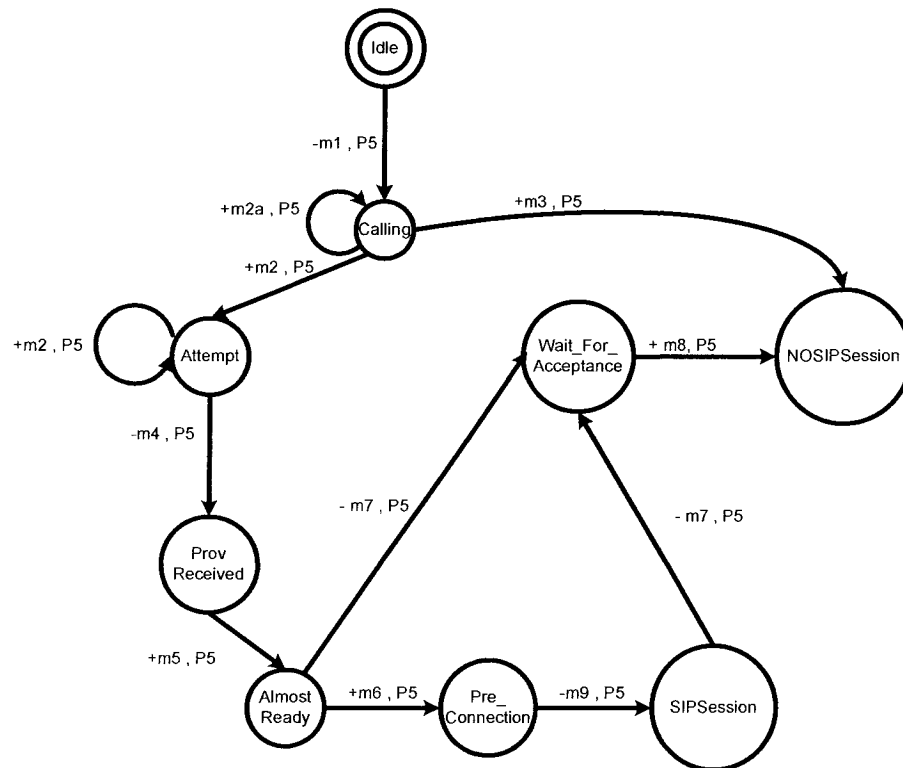 Idle
-m1 , P5
+m2a , P5
+m3 , P5
Calling
+m2 , P5
+m2 , P5
Attempt
Wait_For_
Acceptance
+ m8, P5
NOSIPSession
-m4 , P5
- m7 , P5
- m7 , P5
Prov
Received
+m5 , P5
Almost
Ready
+m6 , P5
Pre_
Connection
-m9 , P5
SIPSession